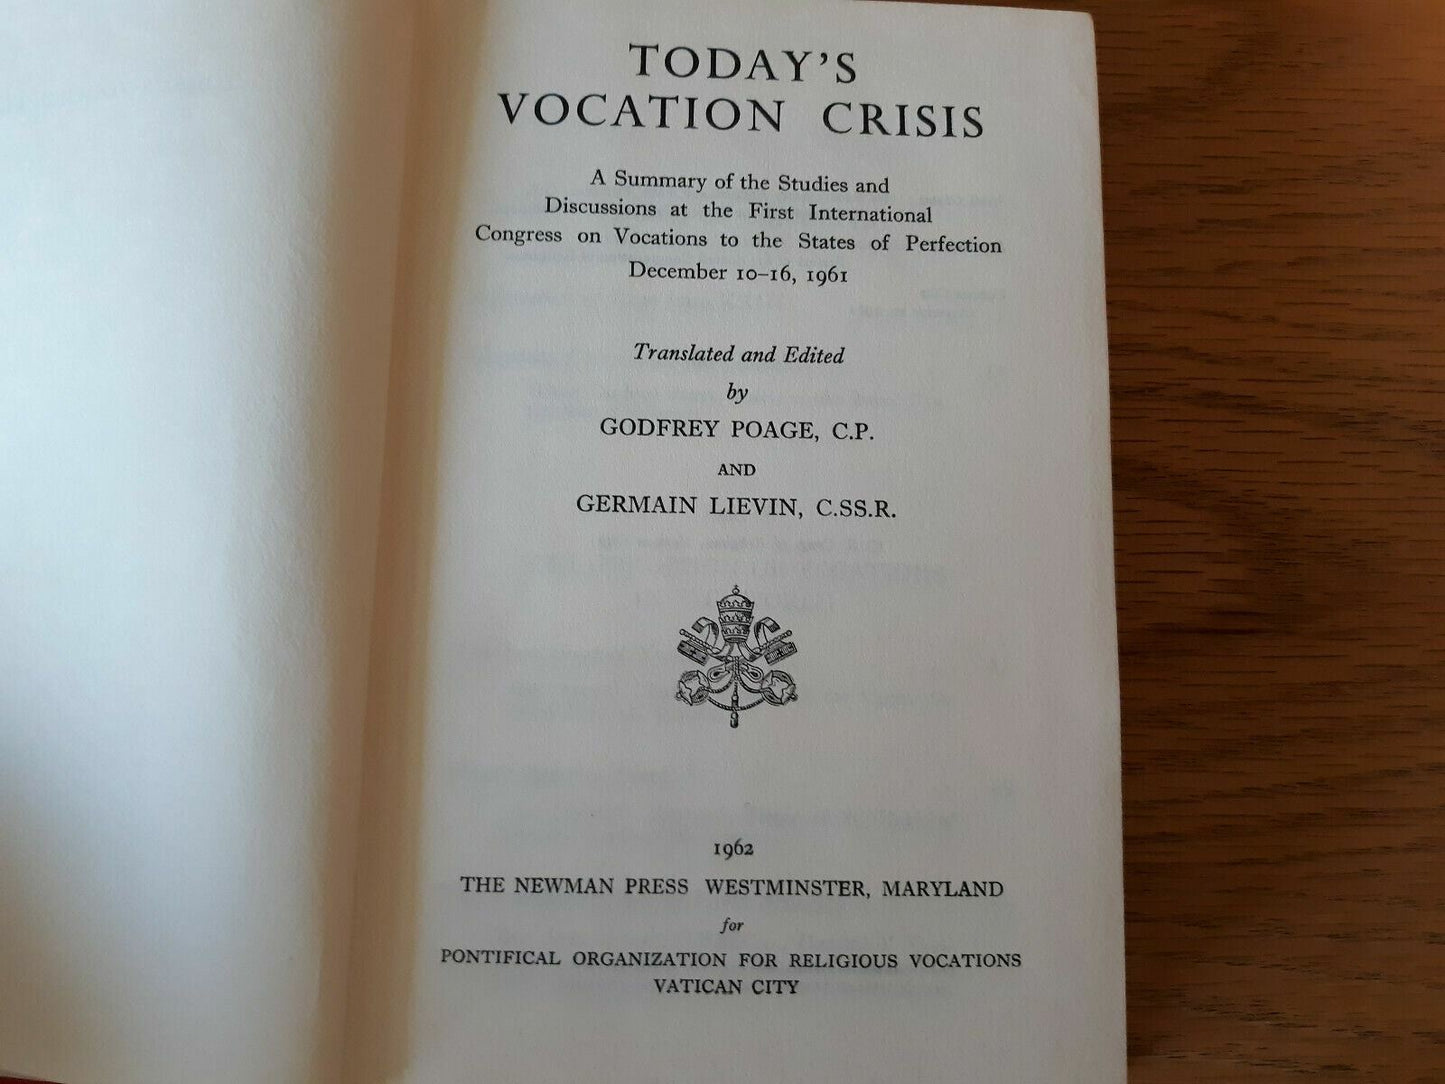 TODAY'S
VOCATION CRISIS
A Summary of the Studies and
Discussions at the First International
Congress on Vocations to the States of Perfection
December 10–16, 1961
Translated and Edited
by
GODFREY POAGE, C.P.
AND
GERMAIN LIEVIN, C.SS.R.
1962
THE NEWMAN PRESS WESTMINSTER, MARYLAND
for
PONTIFICAL ORGANIZATION FOR RELIGIOUS VOCATIONS
VATICAN CITY